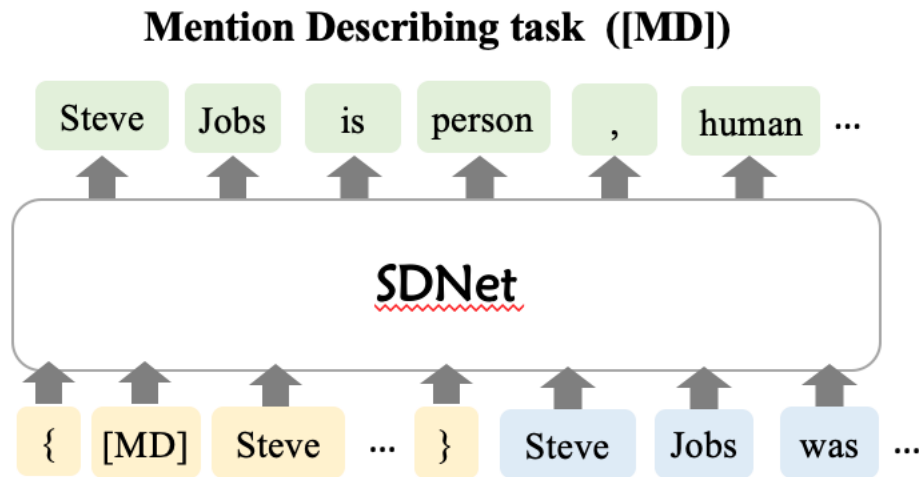 Mention Describing task ([MD])
Steve Jobs is person , human ...
SDNet
{ [MD] Steve ... } Steve Jobs was ...